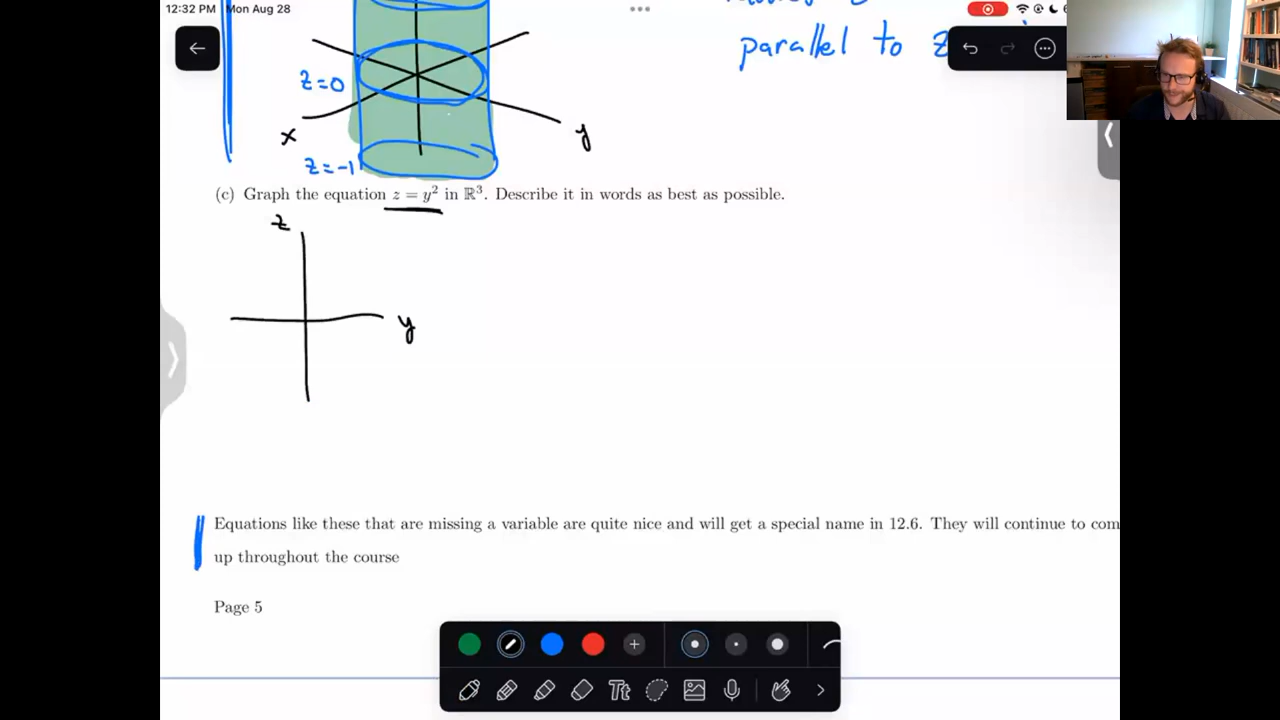 12:32 PM Mon Aug 28
parallel to z
z=0
x
y
z=-1
(c) Graph the equation z = y² in ℝ³. Describe it in words as best as possible.
z
y
Equations like these that are missing a variable are quite nice and will get a special name in 12.6. They will continue to com
up throughout the course
Page 5
Tt